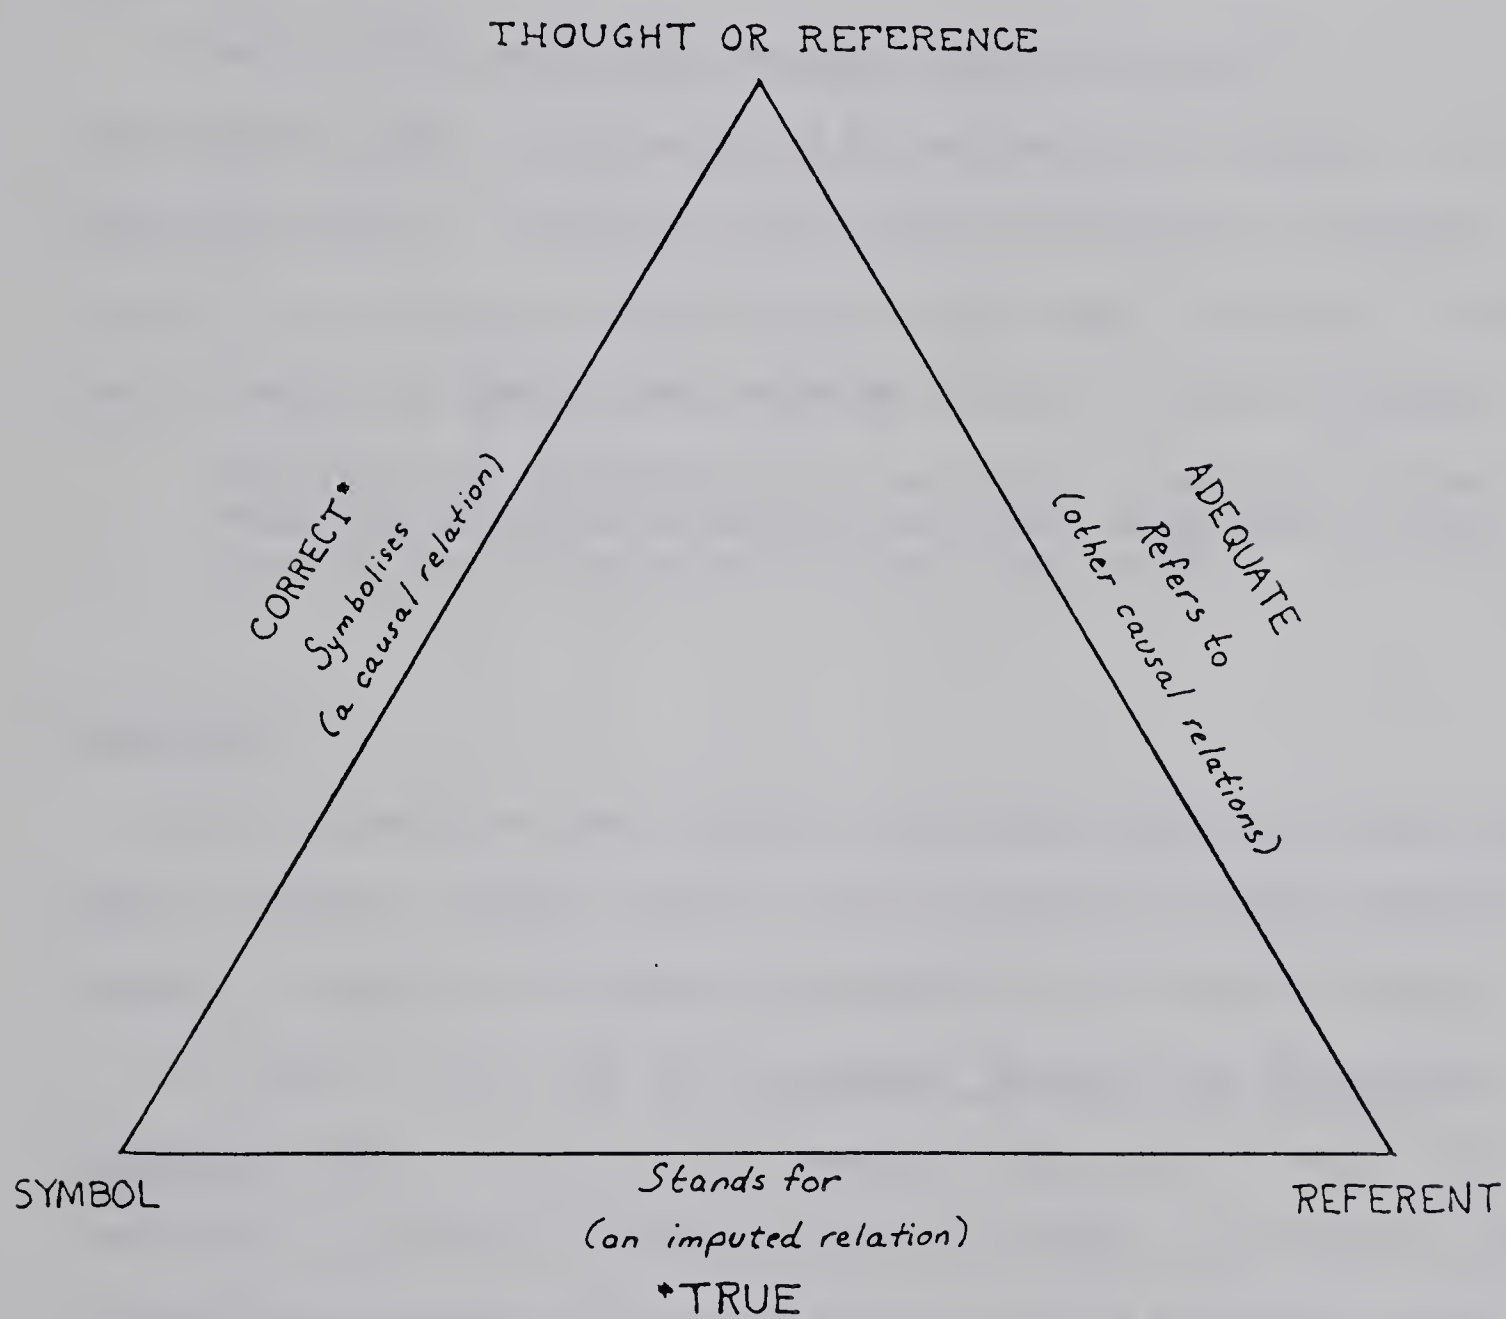 THOUGHT OR REFERENCE
CORRECT*
Symbolises
(a causal relation)
ADEQUATE
Refers to
(other causal relations)
SYMBOL
Stands for
REFERENT
(an imputed relation)
*TRUE